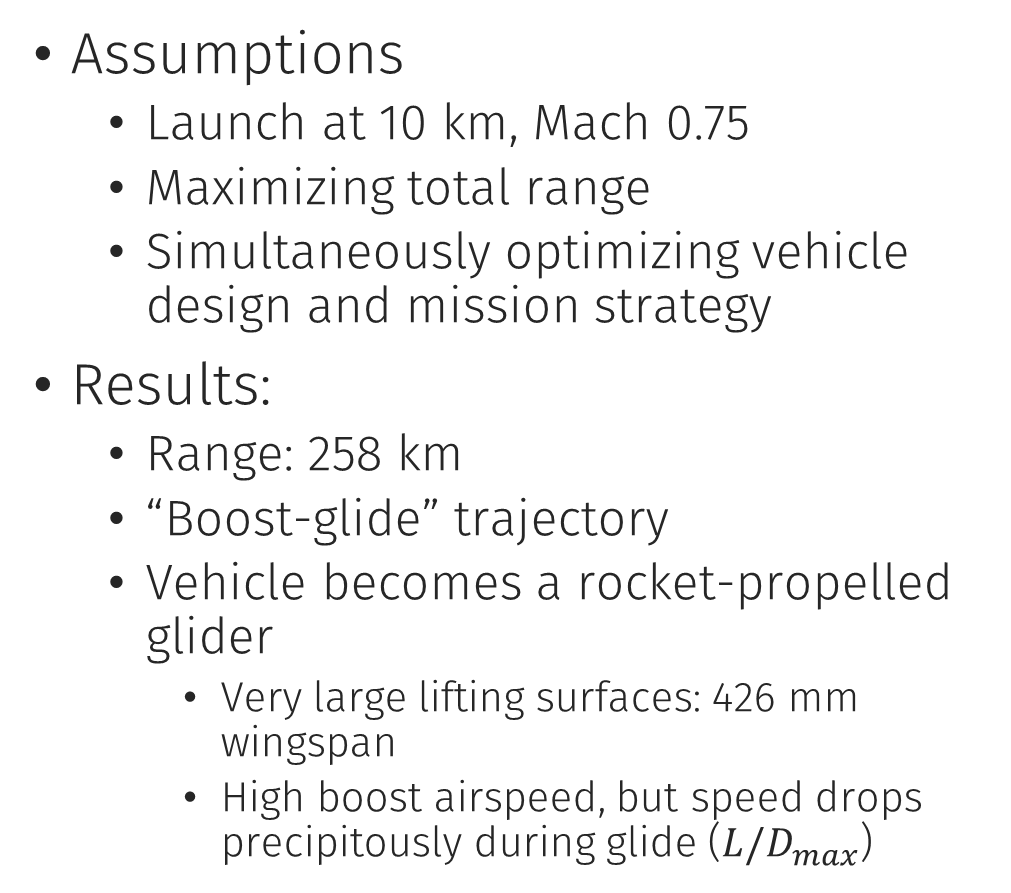 • Assumptions
• Launch at 10 km, Mach 0.75
• Maximizing total range
• Simultaneously optimizing vehicle
design and mission strategy
• Results:
• Range: 258 km
• “Boost-glide” trajectory
• Vehicle becomes a rocket-propelled
glider
• Very large lifting surfaces: 426 mm
wingspan
• High boost airspeed, but speed drops
precipitously during glide (L/Dmax)